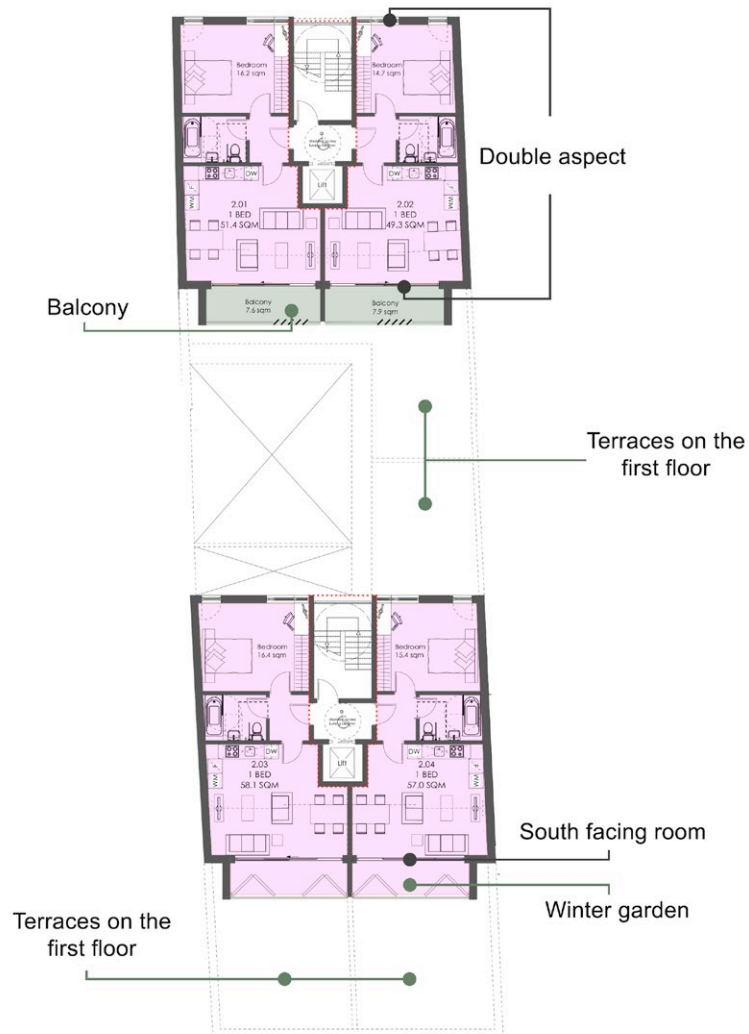 Bedroom
16.2 sqm
Bedroom
14.7 sqm
Double aspect
DW
DW
Lift
WM
F
2.01
1 BED
51.4 SQM
2.02
1 BED
49.3 SQM
F
WM
Balcony
Balcony
7.6 sqm
Balcony
7.9 sqm
Terraces on the
first floor
Bedroom
16.4 sqm
Bedroom
15.4 sqm
DW
DW
Lift
WM
F
2.03
1 BED
58.1 SQM
2.04
1 BED
57.0 SQM
F
WM
South facing room
Winter garden
Terraces on the
first floor